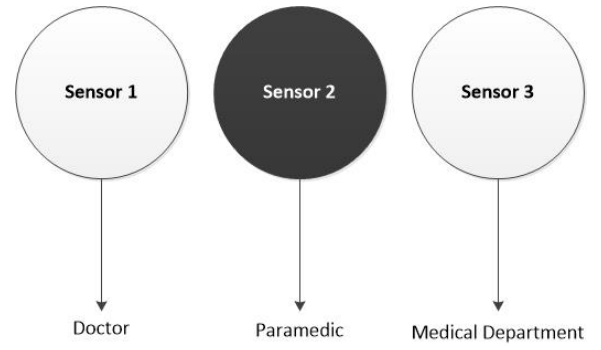 Sensor 1
Sensor 2
Sensor 3
Doctor
Paramedic
Medical Department